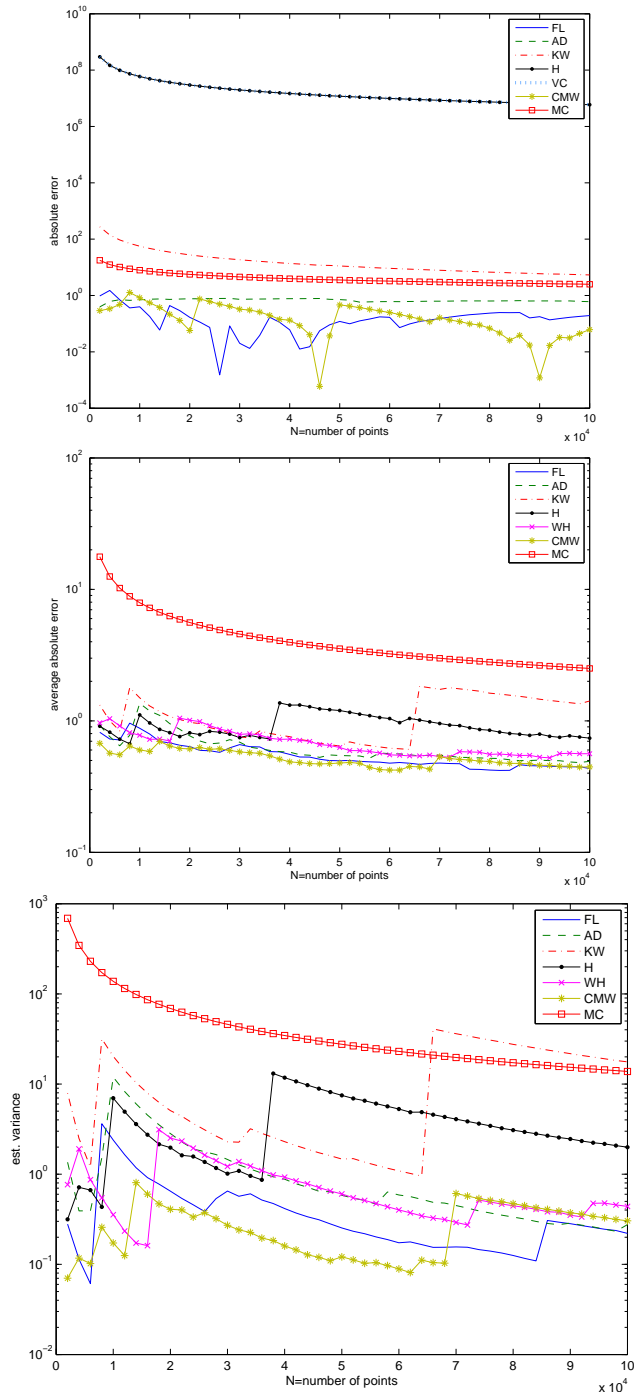 10^10
10^8
10^6
10^4
10^2
10^0
10^-2
10^-4
absolute error
0 1 2 3 4 5 6 7 8 9 10
x 10^4
N=number of points
FL
AD
KW
H
VC
CMW
MC
10^2
10^1
10^0
10^-1
average absolute error
0 1 2 3 4 5 6 7 8 9 10
x 10^4
N=number of points
FL
AD
KW
H
WH
CMW
MC
10^3
10^2
10^1
10^0
10^-1
10^-2
est. variance
0 1 2 3 4 5 6 7 8 9 10
x 10^4
N=number of points
FL
AD
KW
H
WH
CMW
MC